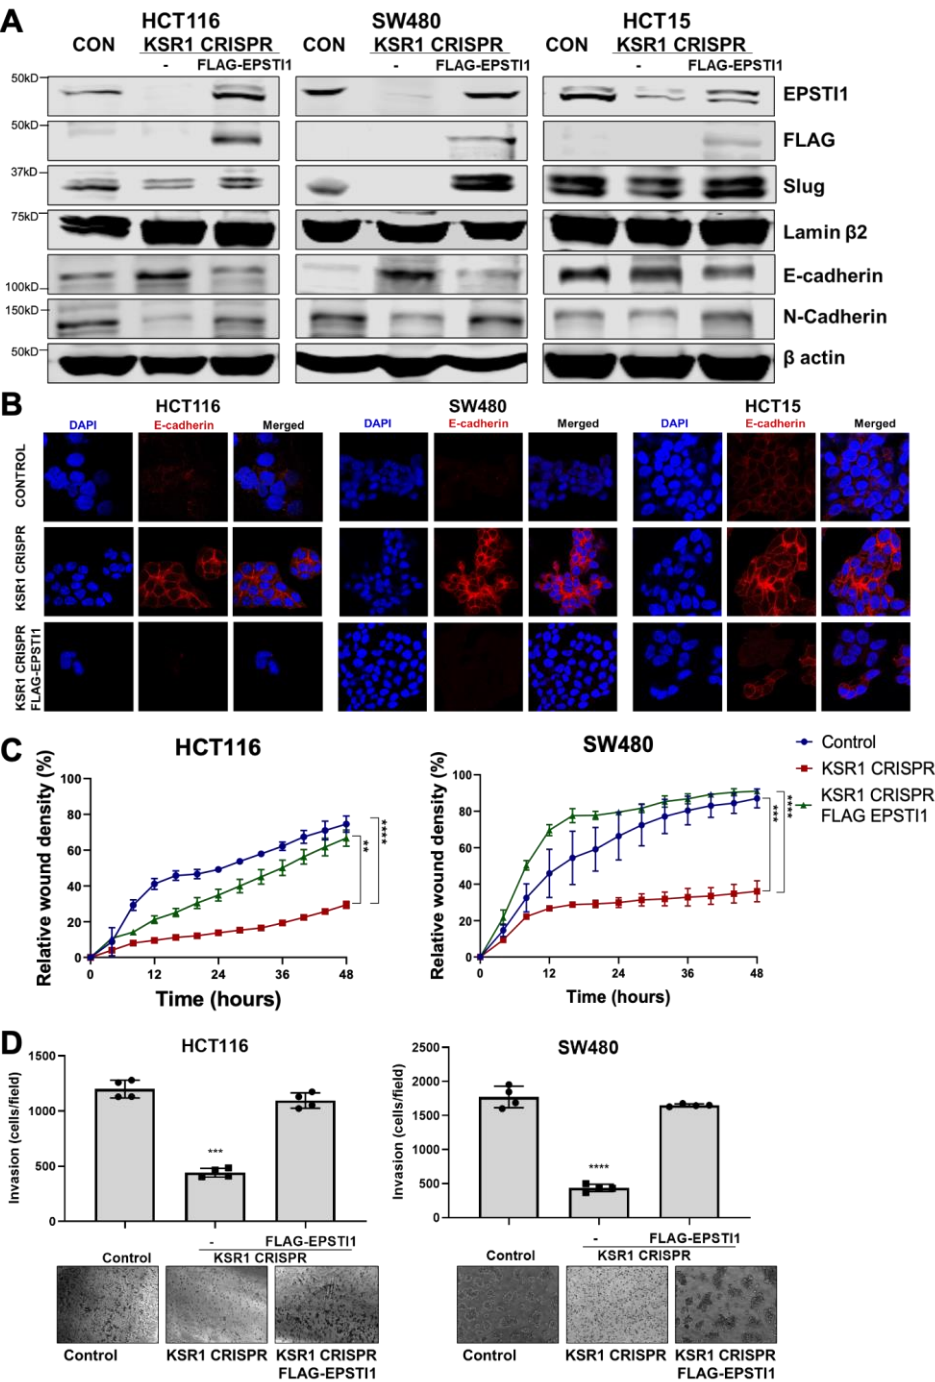 A
HCT116 SW480 HCT15
CON KSR1 CRISPR CON KSR1 CRISPR CON KSR1 CRISPR
- FLAG-EPSTI1 - FLAG-EPSTI1 - FLAG-EPSTI1
50kD EPSTI1
50kD FLAG
37kD Slug
75kD Lamin β2
100kD E-cadherin
150kD N-Cadherin
50kD β actin
B
HCT116 SW480 HCT15
DAPI E-cadherin Merged DAPI E-cadherin Merged DAPI E-cadherin Merged
CONTROL
KSR1 CRISPR
KSR1 CRISPR
FLAG-EPSTI1
C
HCT116
Relative wound density (%)
100
80
60
40
20
0
0 12 24 36 48
Time (hours)
**
****
SW480
Relative wound density (%)
100
80
60
40
20
0
0 12 24 36 48
Time (hours)
***
****
Control
KSR1 CRISPR
KSR1 CRISPR
FLAG EPSTI1
D
HCT116
Invasion (cells/field)
1500
1000
500
0
***
- FLAG-EPSTI1
Control KSR1 CRISPR
Control KSR1 CRISPR KSR1 CRISPR
FLAG-EPSTI1
SW480
Invasion (cells/field)
2500
2000
1500
1000
500
0
****
- FLAG-EPSTI1
Control KSR1 CRISPR
Control KSR1 CRISPR KSR1 CRISPR
FLAG-EPSTI1